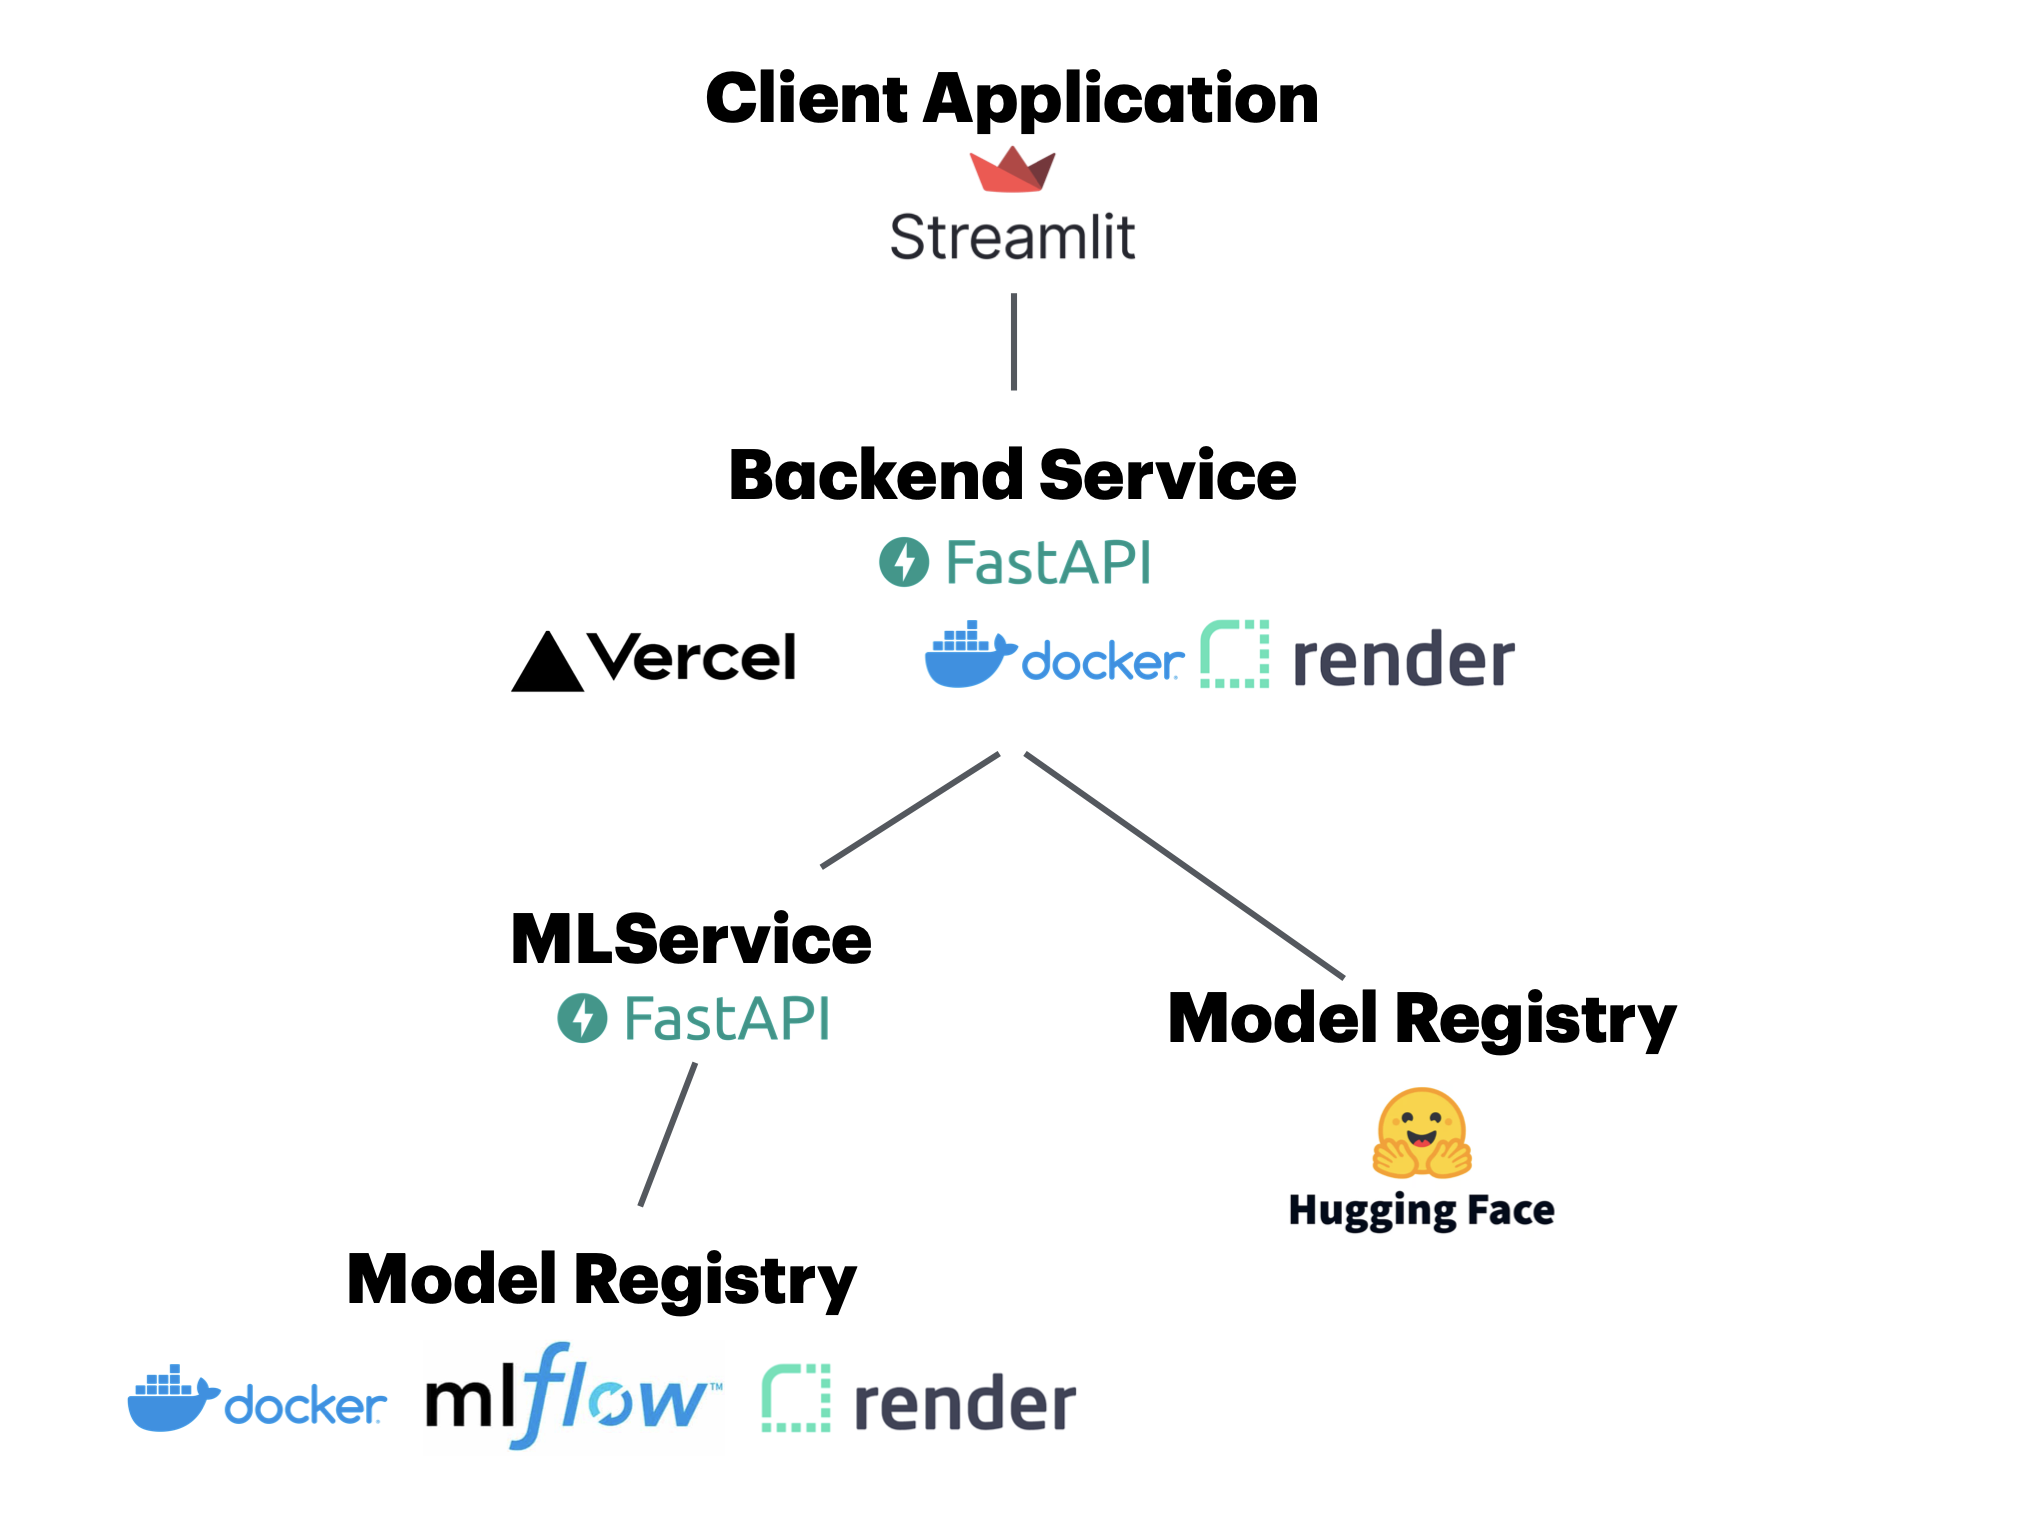 Client Application
Streamlit
Backend Service
FastAPI
Vercel docker render
MLService
FastAPI
Model Registry
Hugging Face
Model Registry
docker mlflow™ render